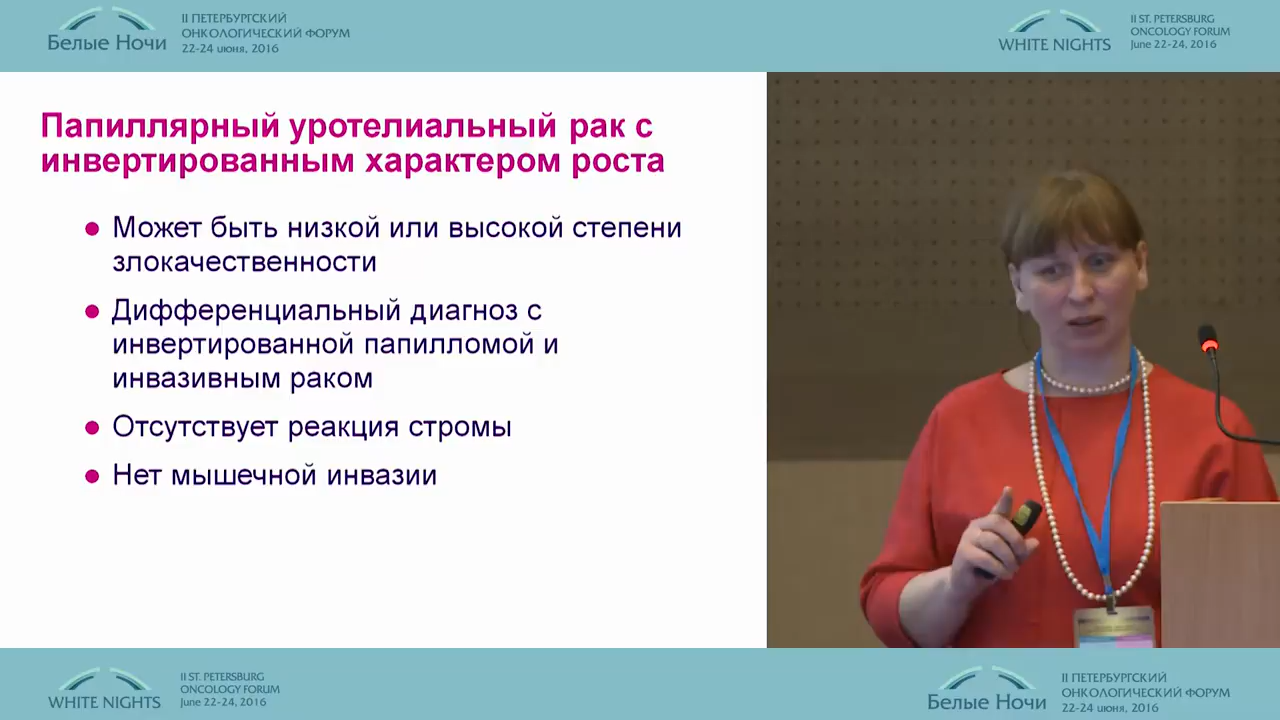 Белые Ночи
II ПЕТЕРБУРГСКИЙ
ОНКОЛОГИЧЕСКИЙ ФОРУМ
22-24 июня, 2016
WHITE NIGHTS
II ST. PETERSBURG
ONCOLOGY FORUM
June 22-24, 2016
Папиллярный уротелиальный рак с
инвертированным характером роста
Может быть низкой или высокой степени
злокачественности
Дифференциальный диагноз с
инвертированной папилломой и
инвазивным раком
Отсутствует реакция стромы
Нет мышечной инвазии
WHITE NIGHTS
II ST. PETERSBURG
ONCOLOGY FORUM
June 22-24, 2016
Белые Ночи
II ПЕТЕРБУРГСКИЙ
ОНКОЛОГИЧЕСКИЙ ФОРУМ
22-24 июня, 2016